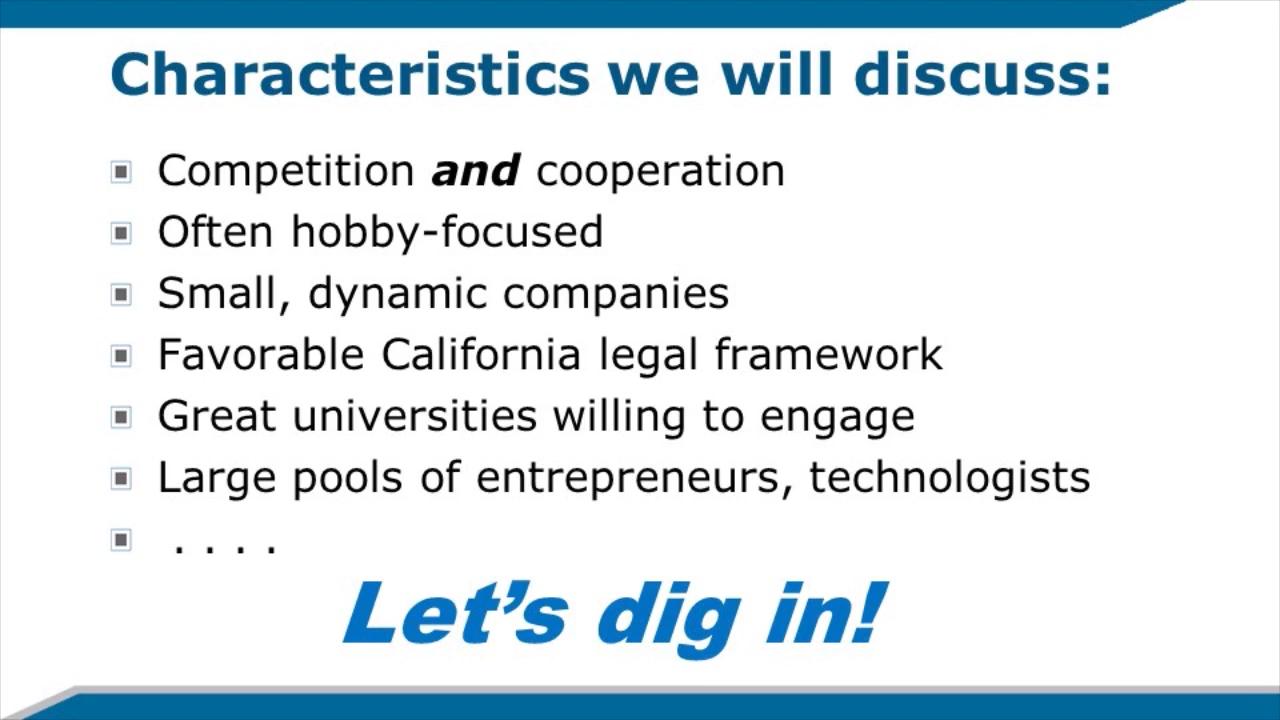 Characteristics we will discuss:
Competition and cooperation
Often hobby-focused
Small, dynamic companies
Favorable California legal framework
Great universities willing to engage
Large pools of entrepreneurs, technologists
. . . .
Let’s dig in!